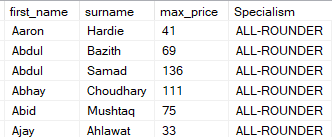 first_name surname max_price Specialism
Aaron Hardie 41 ALL-ROUNDER
Abdul Bazith 69 ALL-ROUNDER
Abdul Samad 136 ALL-ROUNDER
Abhay Choudhary 111 ALL-ROUNDER
Abid Mushtaq 75 ALL-ROUNDER
Ajay Ahlawat 33 ALL-ROUNDER